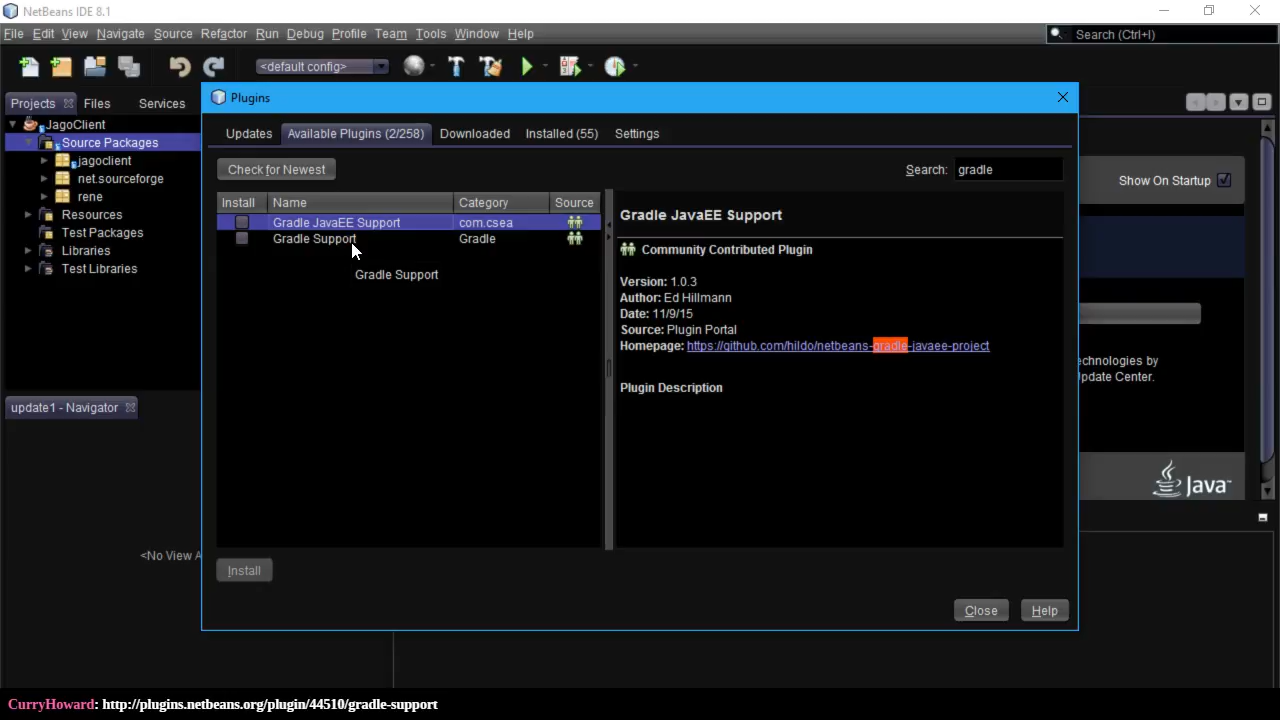 NetBeans IDE 8.1
File Edit View Navigate Source Refactor Run Debug Profile Team Tools Window Help
Search (Ctrl+I)
<default config>
Projects Files Services
JagoClient
Source Packages
jagoclient
net.sourceforge
rene
Resources
Test Packages
Libraries
Test Libraries
update1 - Navigator
<No View A
Plugins
Updates Available Plugins (2/258) Downloaded Installed (55) Settings
Check for Newest
Search: gradle
Install Name Category Source
Gradle JavaEE Support com.csea
Gradle Support Gradle
Gradle Support
Gradle JavaEE Support
Community Contributed Plugin
Version: 1.0.3
Author: Ed Hillmann
Date: 11/9/15
Source: Plugin Portal
Homepage: https://github.com/hildo/netbeans-gradle-javaee-project
Plugin Description
Install
Close Help
Show On Startup
echnologies by
Update Center.
Java
CurryHoward: http://plugins.netbeans.org/plugin/44510/gradle-support